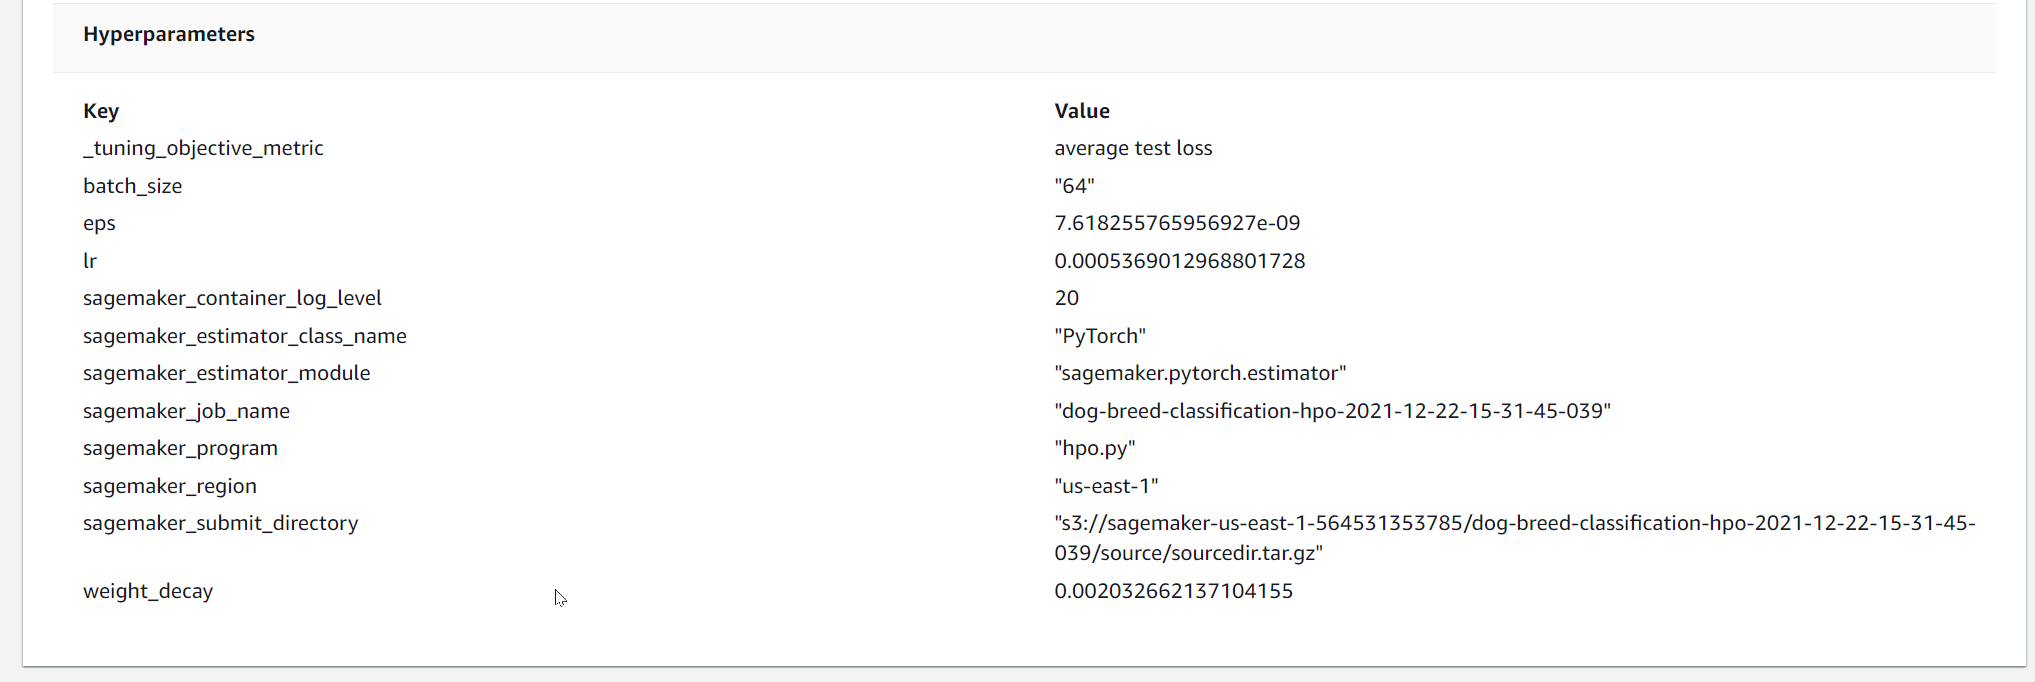 Hyperparameters
Key Value
_tuning_objective_metric average test loss
batch_size "64"
eps 7.618255765956927e-09
lr 0.0005369012968801728
sagemaker_container_log_level 20
sagemaker_estimator_class_name "PyTorch"
sagemaker_estimator_module "sagemaker.pytorch.estimator"
sagemaker_job_name "dog-breed-classification-hpo-2021-12-22-15-31-45-039"
sagemaker_program "hpo.py"
sagemaker_region "us-east-1"
sagemaker_submit_directory "s3://sagemaker-us-east-1-564531353785/dog-breed-classification-hpo-2021-12-22-15-31-45-
039/source/sourcedir.tar.gz"
weight_decay 0.002032662137104155